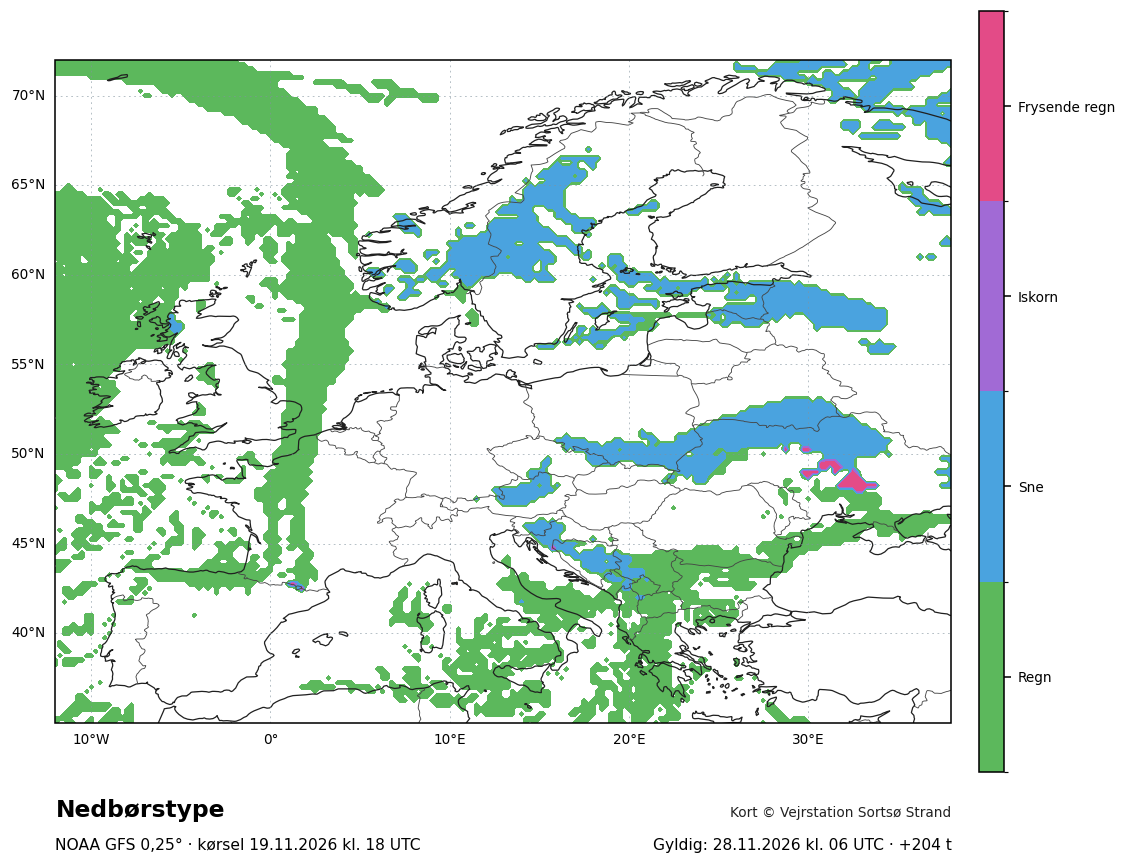 Frysende regn
Iskorn
Sne
Regn
70°N
65°N
60°N
55°N
50°N
45°N
40°N
10°W
0°
10°E
20°E
30°E
Nedbørstype
Kort © Vejrstation Sortsø Strand
NOAA GFS 0,25° · kørsel 19.11.2026 kl. 18 UTC
Gyldig: 28.11.2026 kl. 06 UTC · +204 t